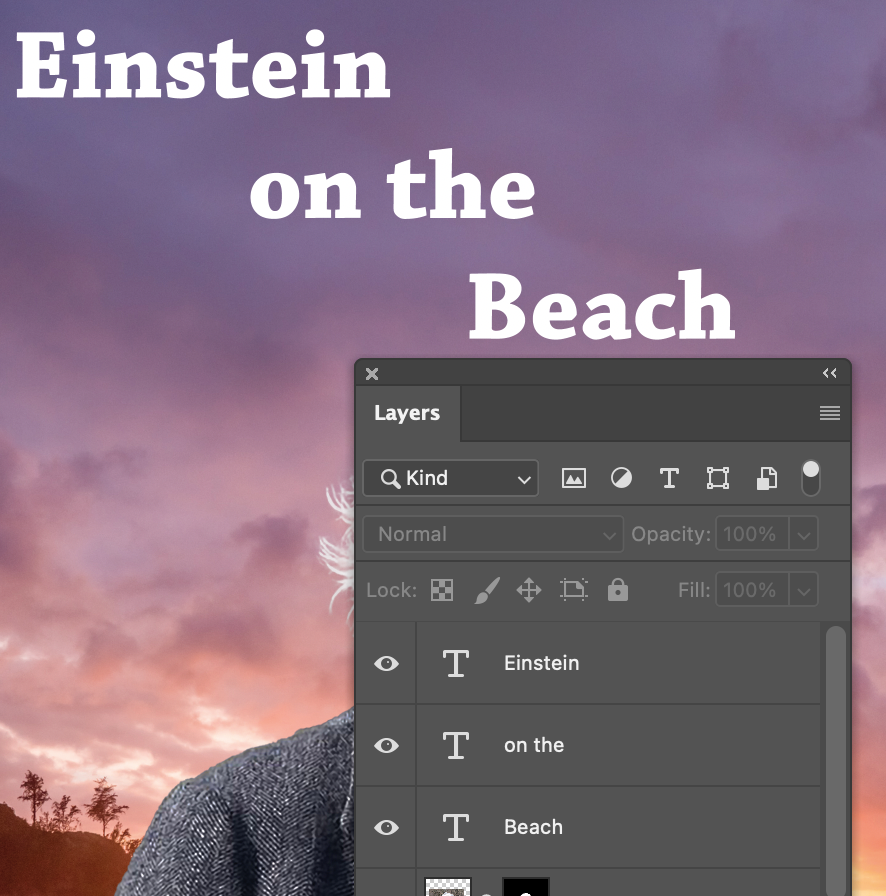 Einstein
on the
Beach
Layers
Kind
Normal Opacity: 100%
Lock: Fill: 100%
Einstein
on the
Beach